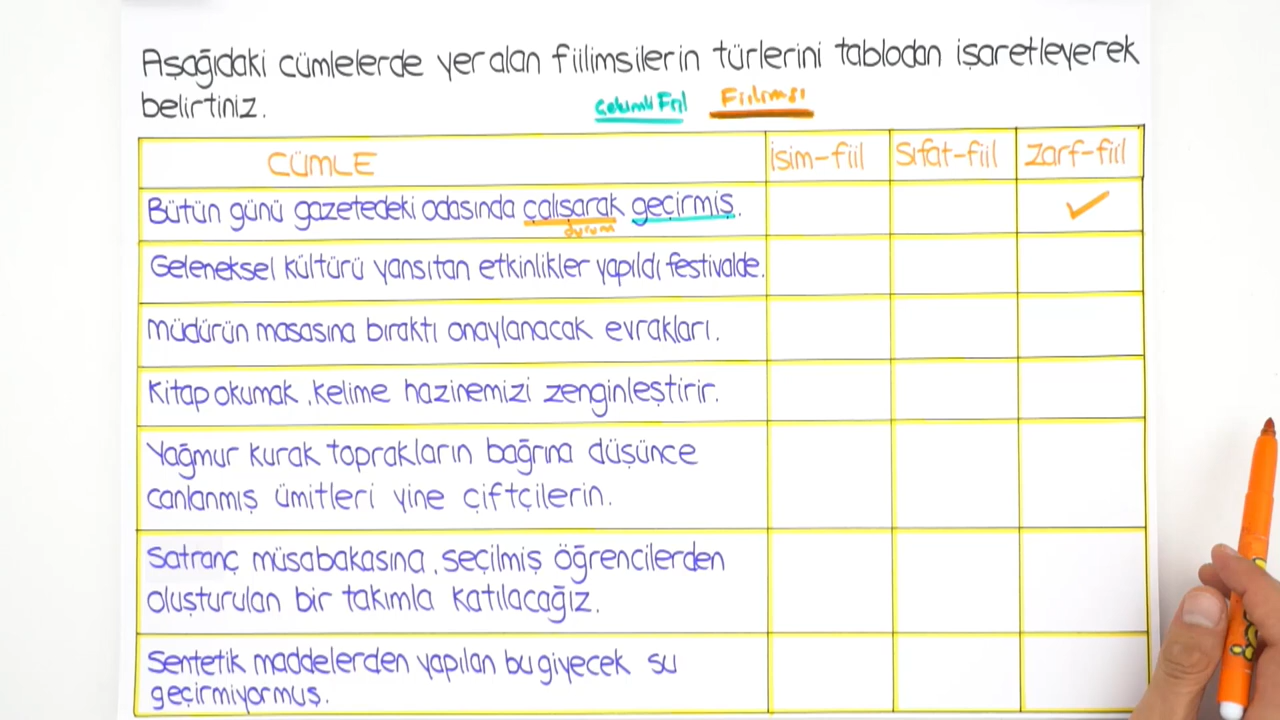 Aşağıdaki cümlelerde yer alan fiilimsilerin türlerini tablodan işaretleyerek
belirtiniz.
Çekimli Fiil Fiilimsi
CÜMLE İsim-fiil Sıfat-fiil Zarf-fiil
Bütün günü gazetedeki odasında çalışarak geçirmiş.
durum
Geleneksel kültürü yansıtan etkinlikler yapıldı festivalde.
müdürün masasına bıraktı onaylanacak evrakları.
Kitap okumak, kelime hazinemizi zenginleştirir.
Yağmur kurak toprakların bağrına düşünce
canlanmış ümitleri yine çiftçilerin.
Satranç müsabakasına, seçilmiş öğrencilerden
oluşturulan bir takımla katılacağız.
Sentetik maddelerden yapılan bu giyecek su
geçirmiyormuş.